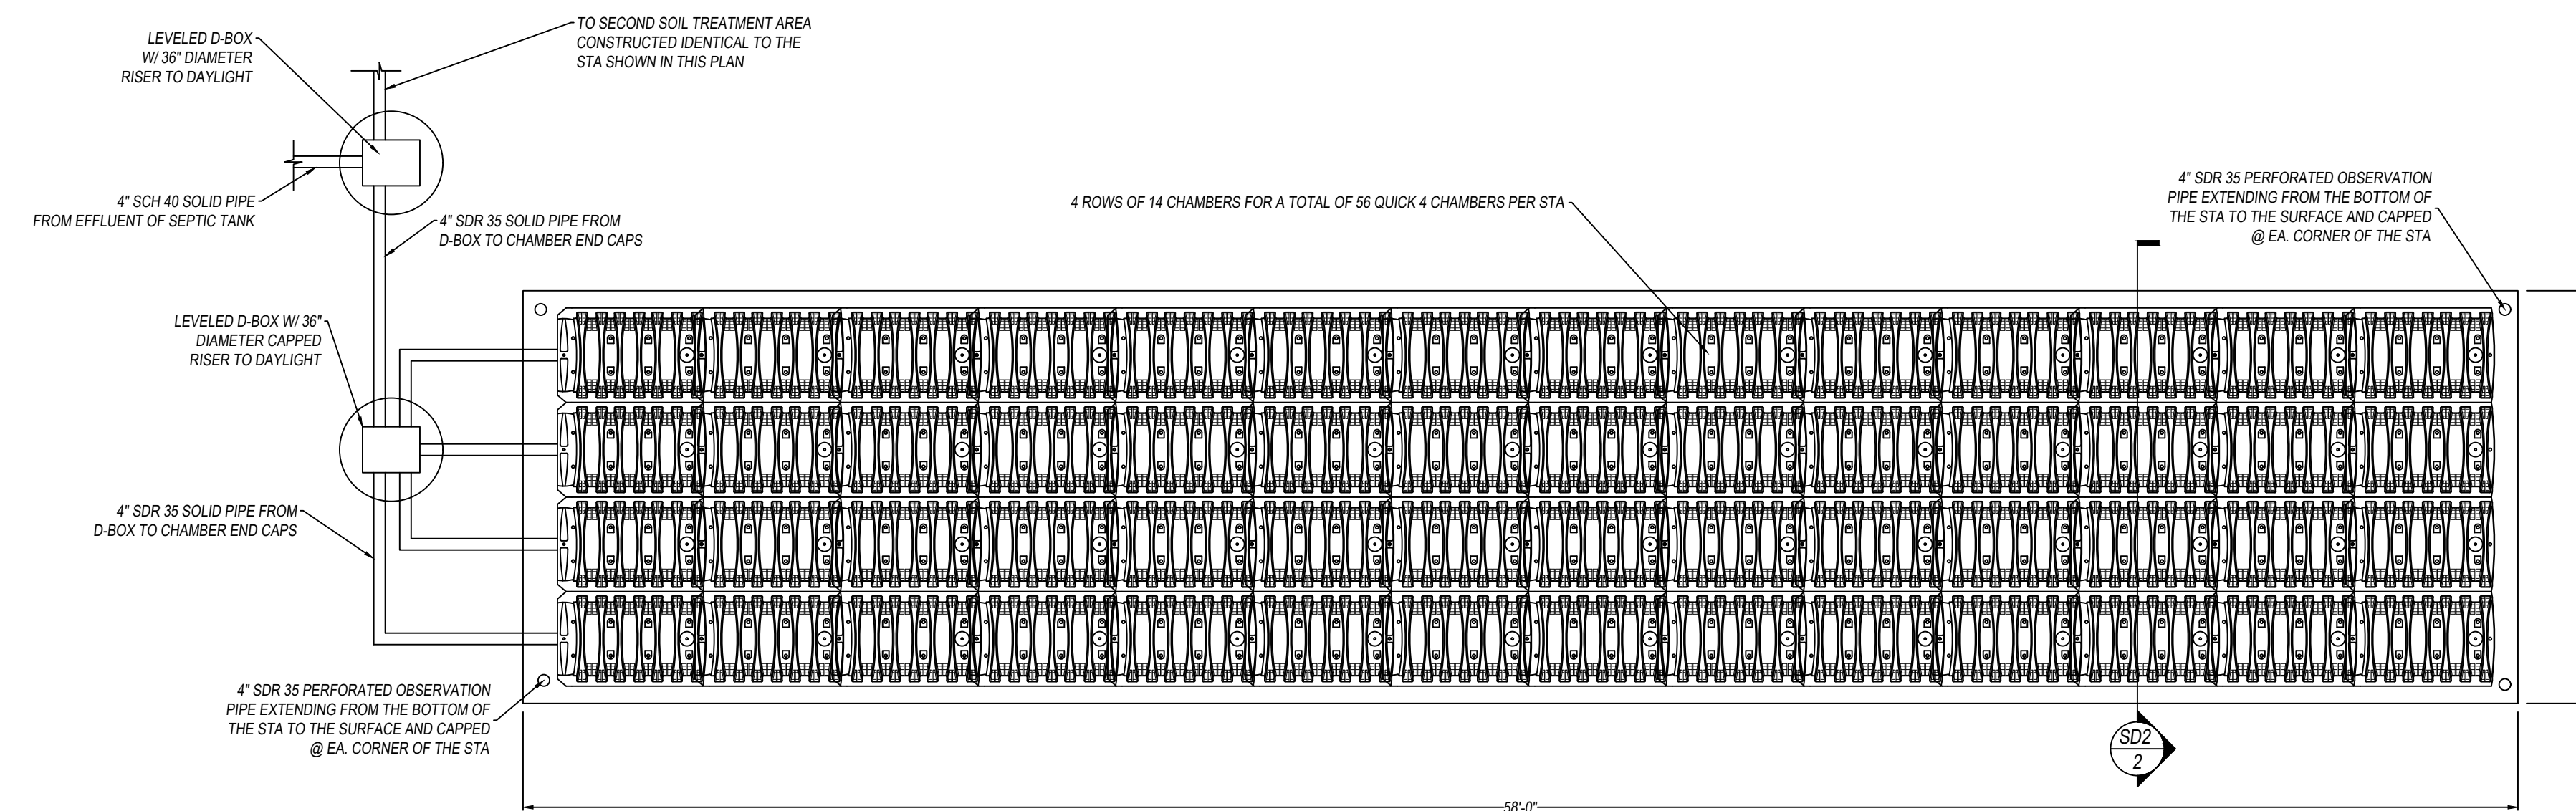 TO SECOND SOIL TREATMENT AREA
CONSTRUCTED IDENTICAL TO THE
STA SHOWN IN THIS PLAN
LEVELED D-BOX
W/ 36" DIAMETER
RISER TO DAYLIGHT
4" SCH 40 SOLID PIPE
FROM EFFLUENT OF SEPTIC TANK
4" SDR 35 SOLID PIPE FROM
D-BOX TO CHAMBER END CAPS
4 ROWS OF 14 CHAMBERS FOR A TOTAL OF 56 QUICK 4 CHAMBERS PER STA
4" SDR 35 PERFORATED OBSERVATION
PIPE EXTENDING FROM THE BOTTOM OF
THE STA TO THE SURFACE AND CAPPED
@ EA. CORNER OF THE STA
LEVELED D-BOX W/ 36"
DIAMETER CAPPED
RISER TO DAYLIGHT
4" SDR 35 SOLID PIPE FROM
D-BOX TO CHAMBER END CAPS
4" SDR 35 PERFORATED OBSERVATION
PIPE EXTENDING FROM THE BOTTOM OF
THE STA TO THE SURFACE AND CAPPED
@ EA. CORNER OF THE STA
SD2
2
58'-0"